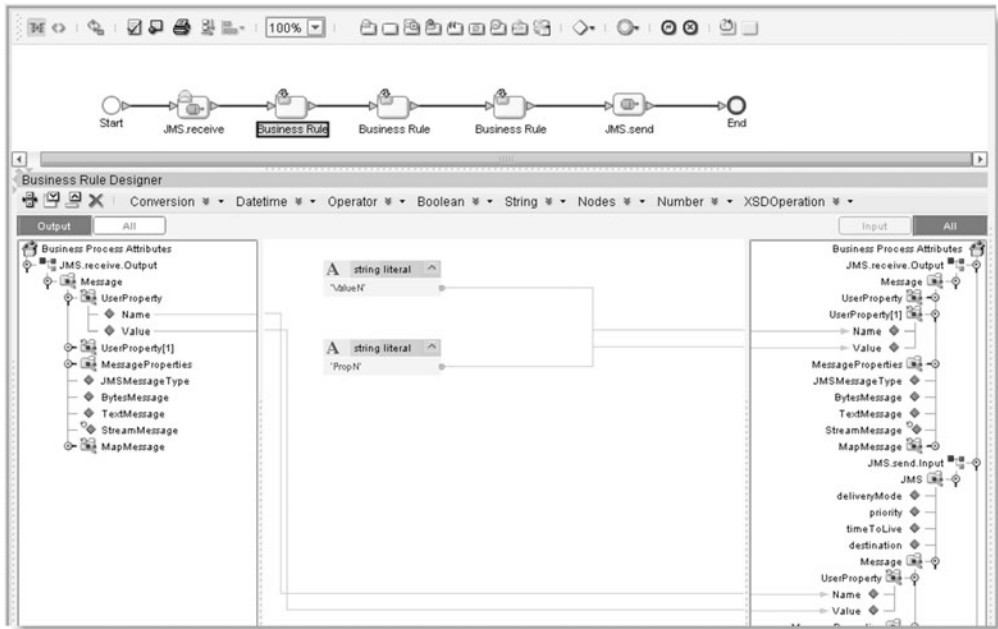 100%
Start
JMS.receive
Business Rule
Business Rule
Business Rule
JMS.send
End
Business Rule Designer
Conversion Datetime Operator Boolean String Nodes Number XSDOperation
Output All
Input All
Business Process Attributes
JMS.receive.Output
Message
UserProperty
Name
Value
UserProperty[1]
MessageProperties
JMSMessageType
BytesMessage
TextMessage
StreamMessage
MapMessage
A string literal
"ValueN"
A string literal
"PropN"
Business Process Attributes
JMS.receive.Output
Message
UserProperty
UserProperty[1]
Name
Value
MessageProperties
JMSMessageType
BytesMessage
TextMessage
StreamMessage
MapMessage
JMS.send.Input
JMS
deliveryMode
priority
timeToLive
destination
Message
UserProperty
Name
Value